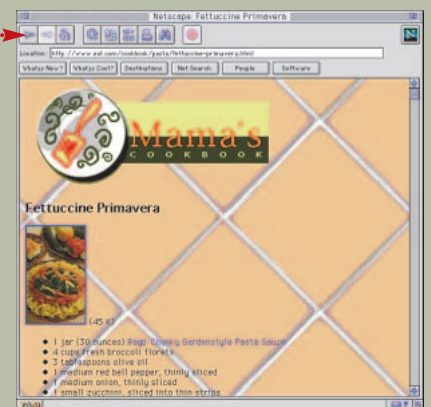 Netscape: Fettuccine Primavera
N
Location: http://www.eat.com/cookbook/pasta/fettuccine-primavera.html
What's New? What's Cool? Destinations Net Search People Software
Mama's
COOKBOOK
Fettuccine Primavera
(45 K)
1 jar (30 ounces) Ragu Chunky Gardenstyle Pasta Sauce
4 cups fresh broccoli florets
3 tablespoons olive oil
1 medium red bell pepper, thinly sliced
1 medium onion, thinly sliced
1 small zucchini, sliced into thin strips